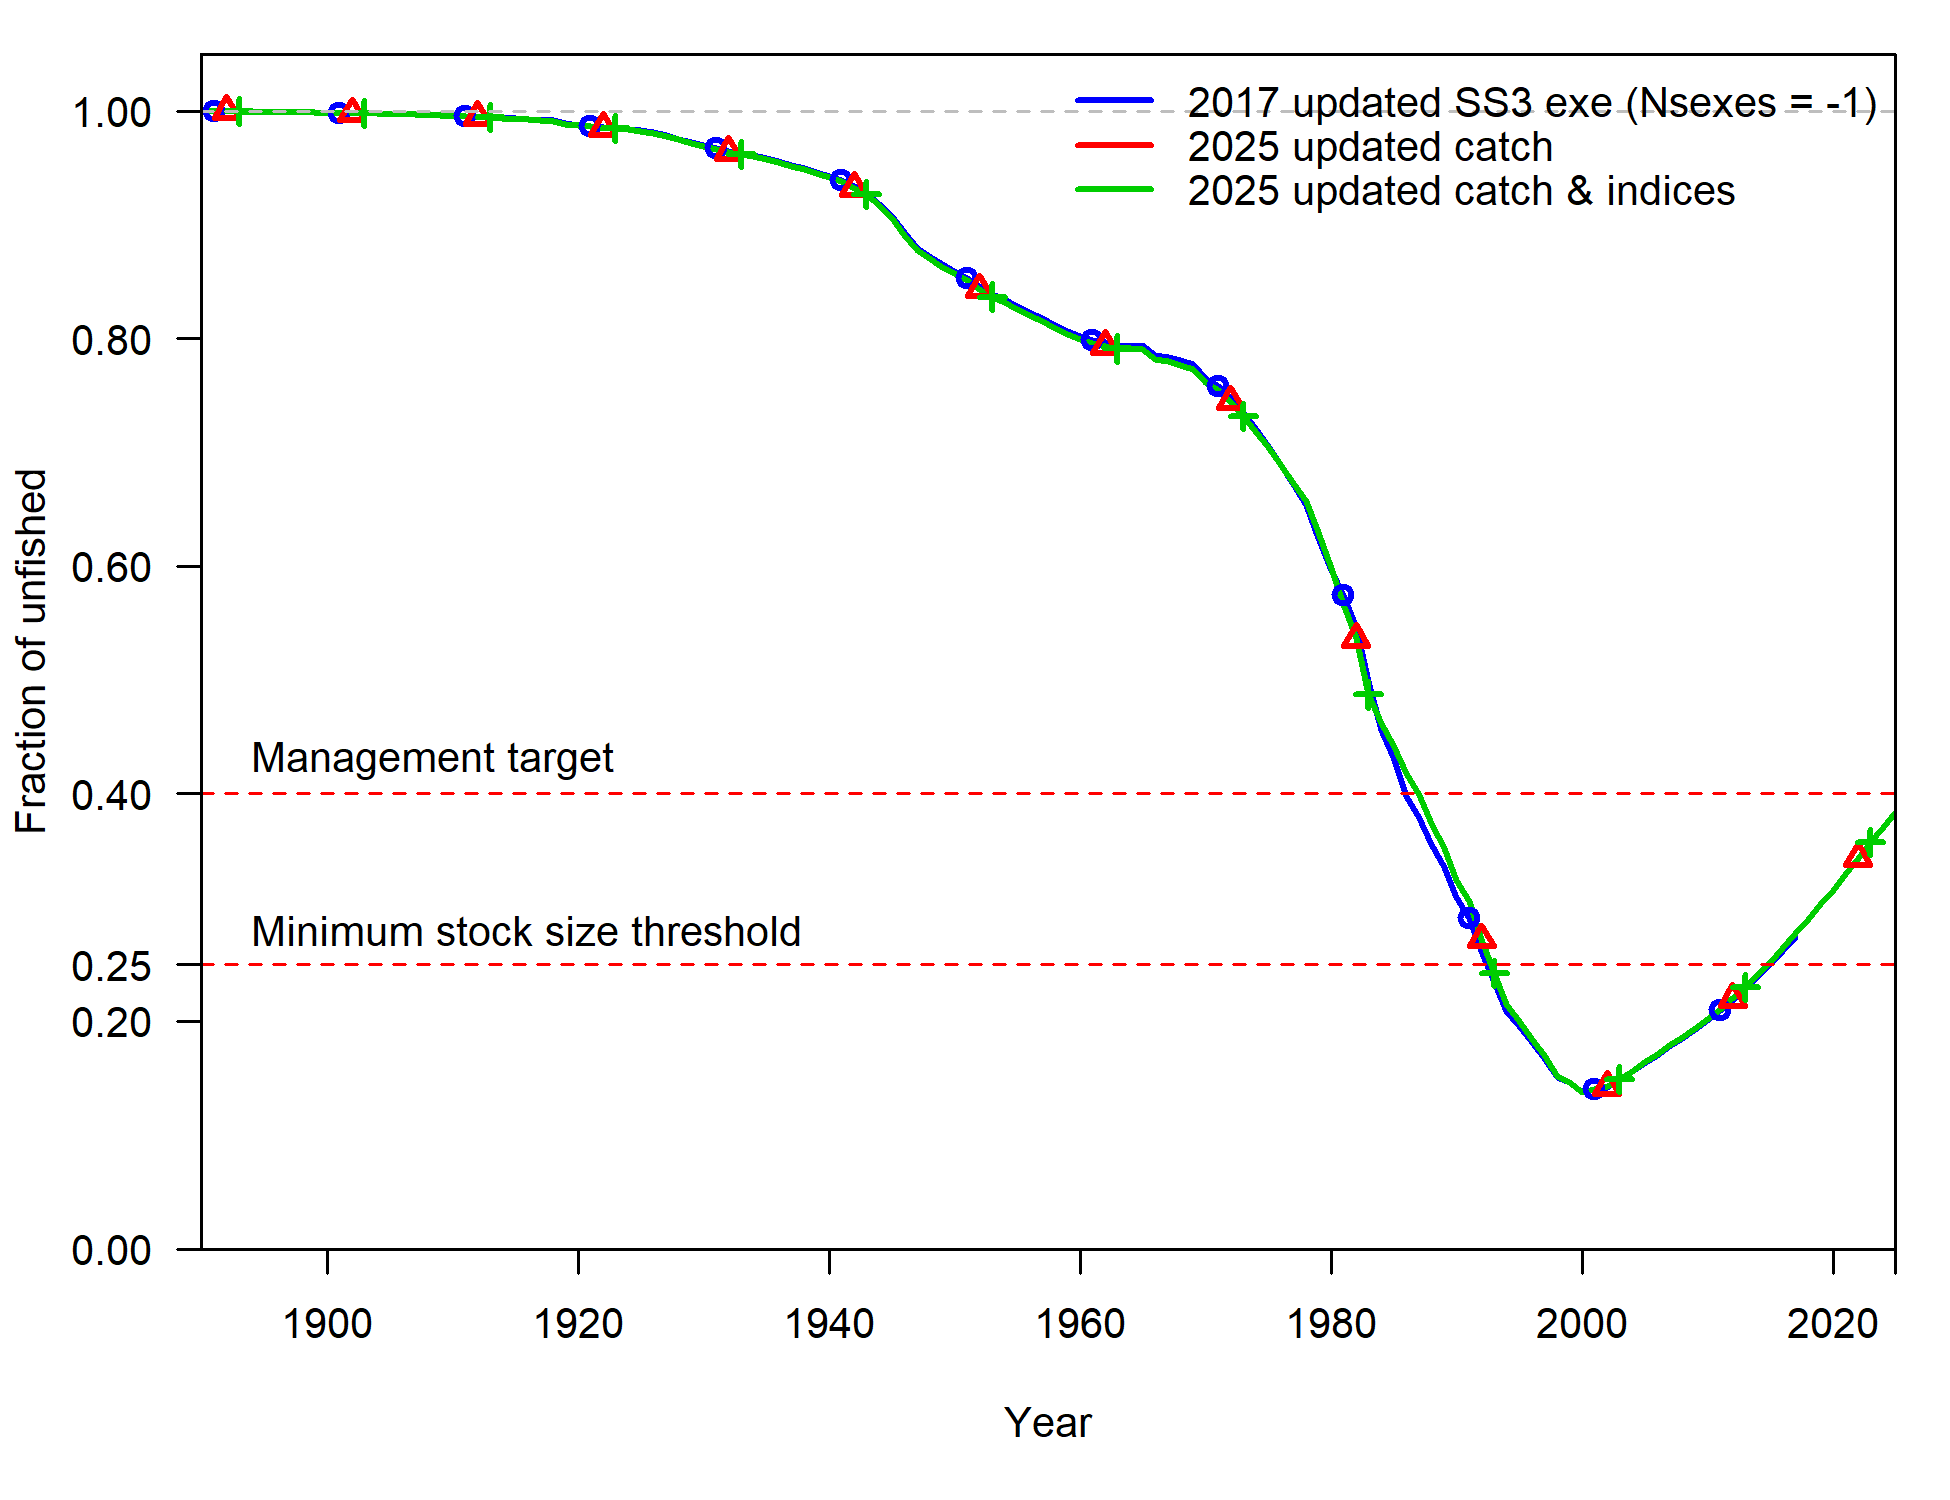 2017 updated SS3 exe (Nsexes = -1)
2025 updated catch
2025 updated catch & indices
1.00
0.80
0.60
0.40
0.25
0.20
0.00
Fraction of unfished
Management target
Minimum stock size threshold
1900
1920
1940
1960
1980
2000
2020
Year